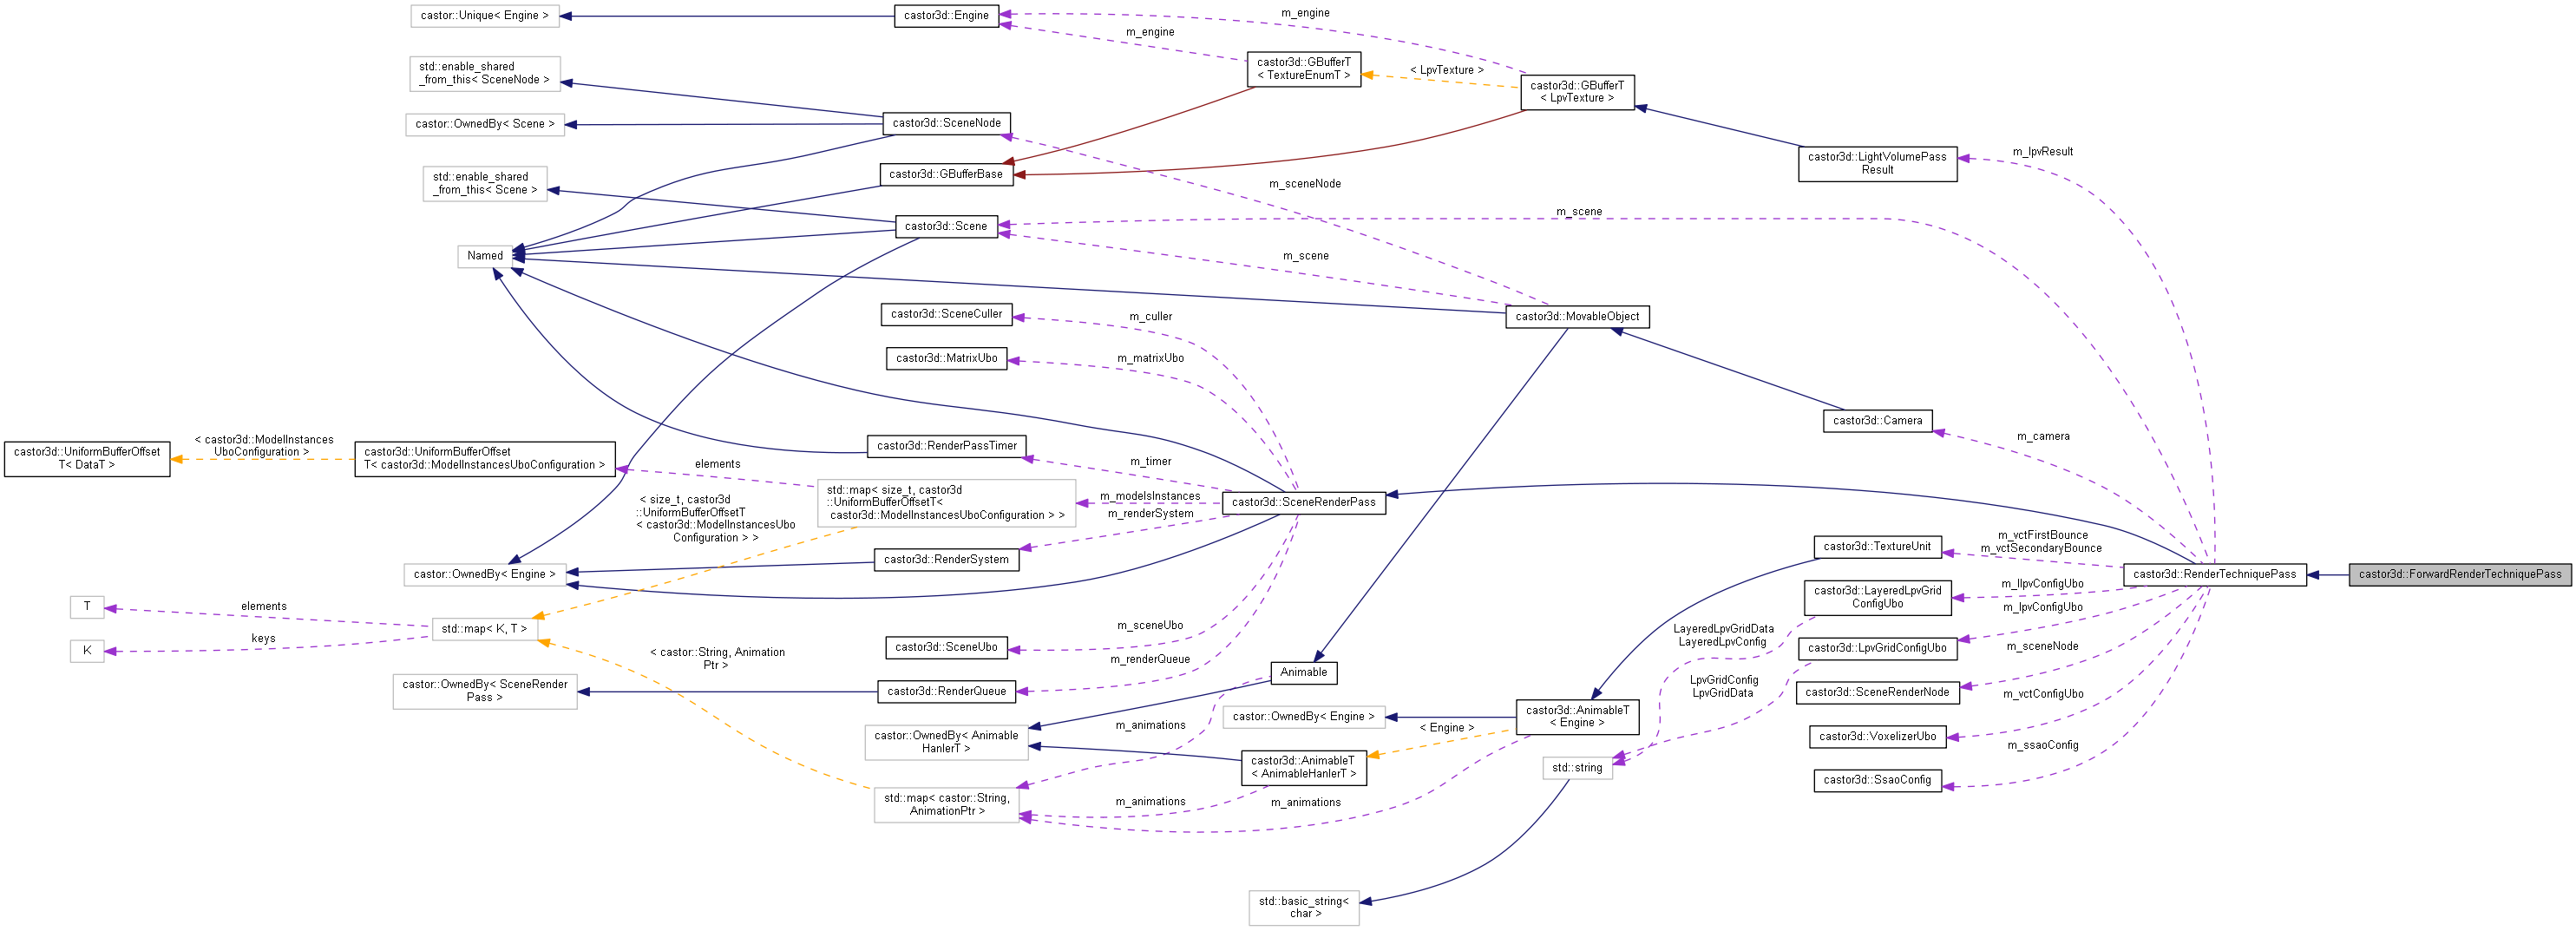 castor::Unique< Engine >
castor3d::Engine
m_engine
m_engine
std::enable_shared
_from_this< SceneNode >
castor3d::GBufferT
< TextureEnumT >
< LpvTexture >
castor3d::GBufferT
< LpvTexture >
castor::OwnedBy< Scene >
castor3d::SceneNode
std::enable_shared
_from_this< Scene >
castor3d::GBufferBase
m_sceneNode
castor3d::LightVolumePass
Result
m_lpvResult
castor3d::Scene
m_scene
Named
m_scene
castor3d::SceneCuller
m_culler
castor3d::MovableObject
castor3d::MatrixUbo
m_matrixUbo
castor3d::Camera
m_camera
castor3d::UniformBufferOffset
T< DataT >
< castor3d::ModelInstances
UboConfiguration >
castor3d::UniformBufferOffset
T< castor3d::ModelInstancesUboConfiguration >
castor3d::RenderPassTimer
m_timer
elements
std::map< size_t, castor3d
::UniformBufferOffsetT<
castor3d::ModelInstancesUboConfiguration > >
m_modelsInstances
m_renderSystem
castor3d::SceneRenderPass
< size_t, castor3d
::UniformBufferOffsetT
< castor3d::ModelInstancesUbo
Configuration > >
castor::OwnedBy< Engine >
castor3d::RenderSystem
castor3d::TextureUnit
m_vctFirstBounce
m_vctSecondaryBounce
castor3d::RenderTechniquePass
castor3d::ForwardRenderTechniquePass
castor3d::LayeredLpvGrid
ConfigUbo
m_llpvConfigUbo
m_lpvConfigUbo
T
elements
K
keys
std::map< K, T >
castor3d::SceneUbo
m_sceneUbo
LayeredLpvGridData
LayeredLpvConfig
castor3d::LpvGridConfigUbo
m_sceneNode
< castor::String, Animation
Ptr >
m_renderQueue
castor::OwnedBy< SceneRender
Pass >
castor3d::RenderQueue
Animable
LpvGridConfig
LpvGridData
castor3d::SceneRenderNode
m_vctConfigUbo
castor::OwnedBy< Animable
HanlerT >
m_animations
castor::OwnedBy< Engine >
< Engine >
castor3d::AnimableT
< Engine >
castor3d::VoxelizerUbo
m_ssaoConfig
castor3d::AnimableT
< AnimableHanlerT >
std::string
castor3d::SsaoConfig
std::map< castor::String,
AnimationPtr >
m_animations
m_animations
std::basic_string<
char >